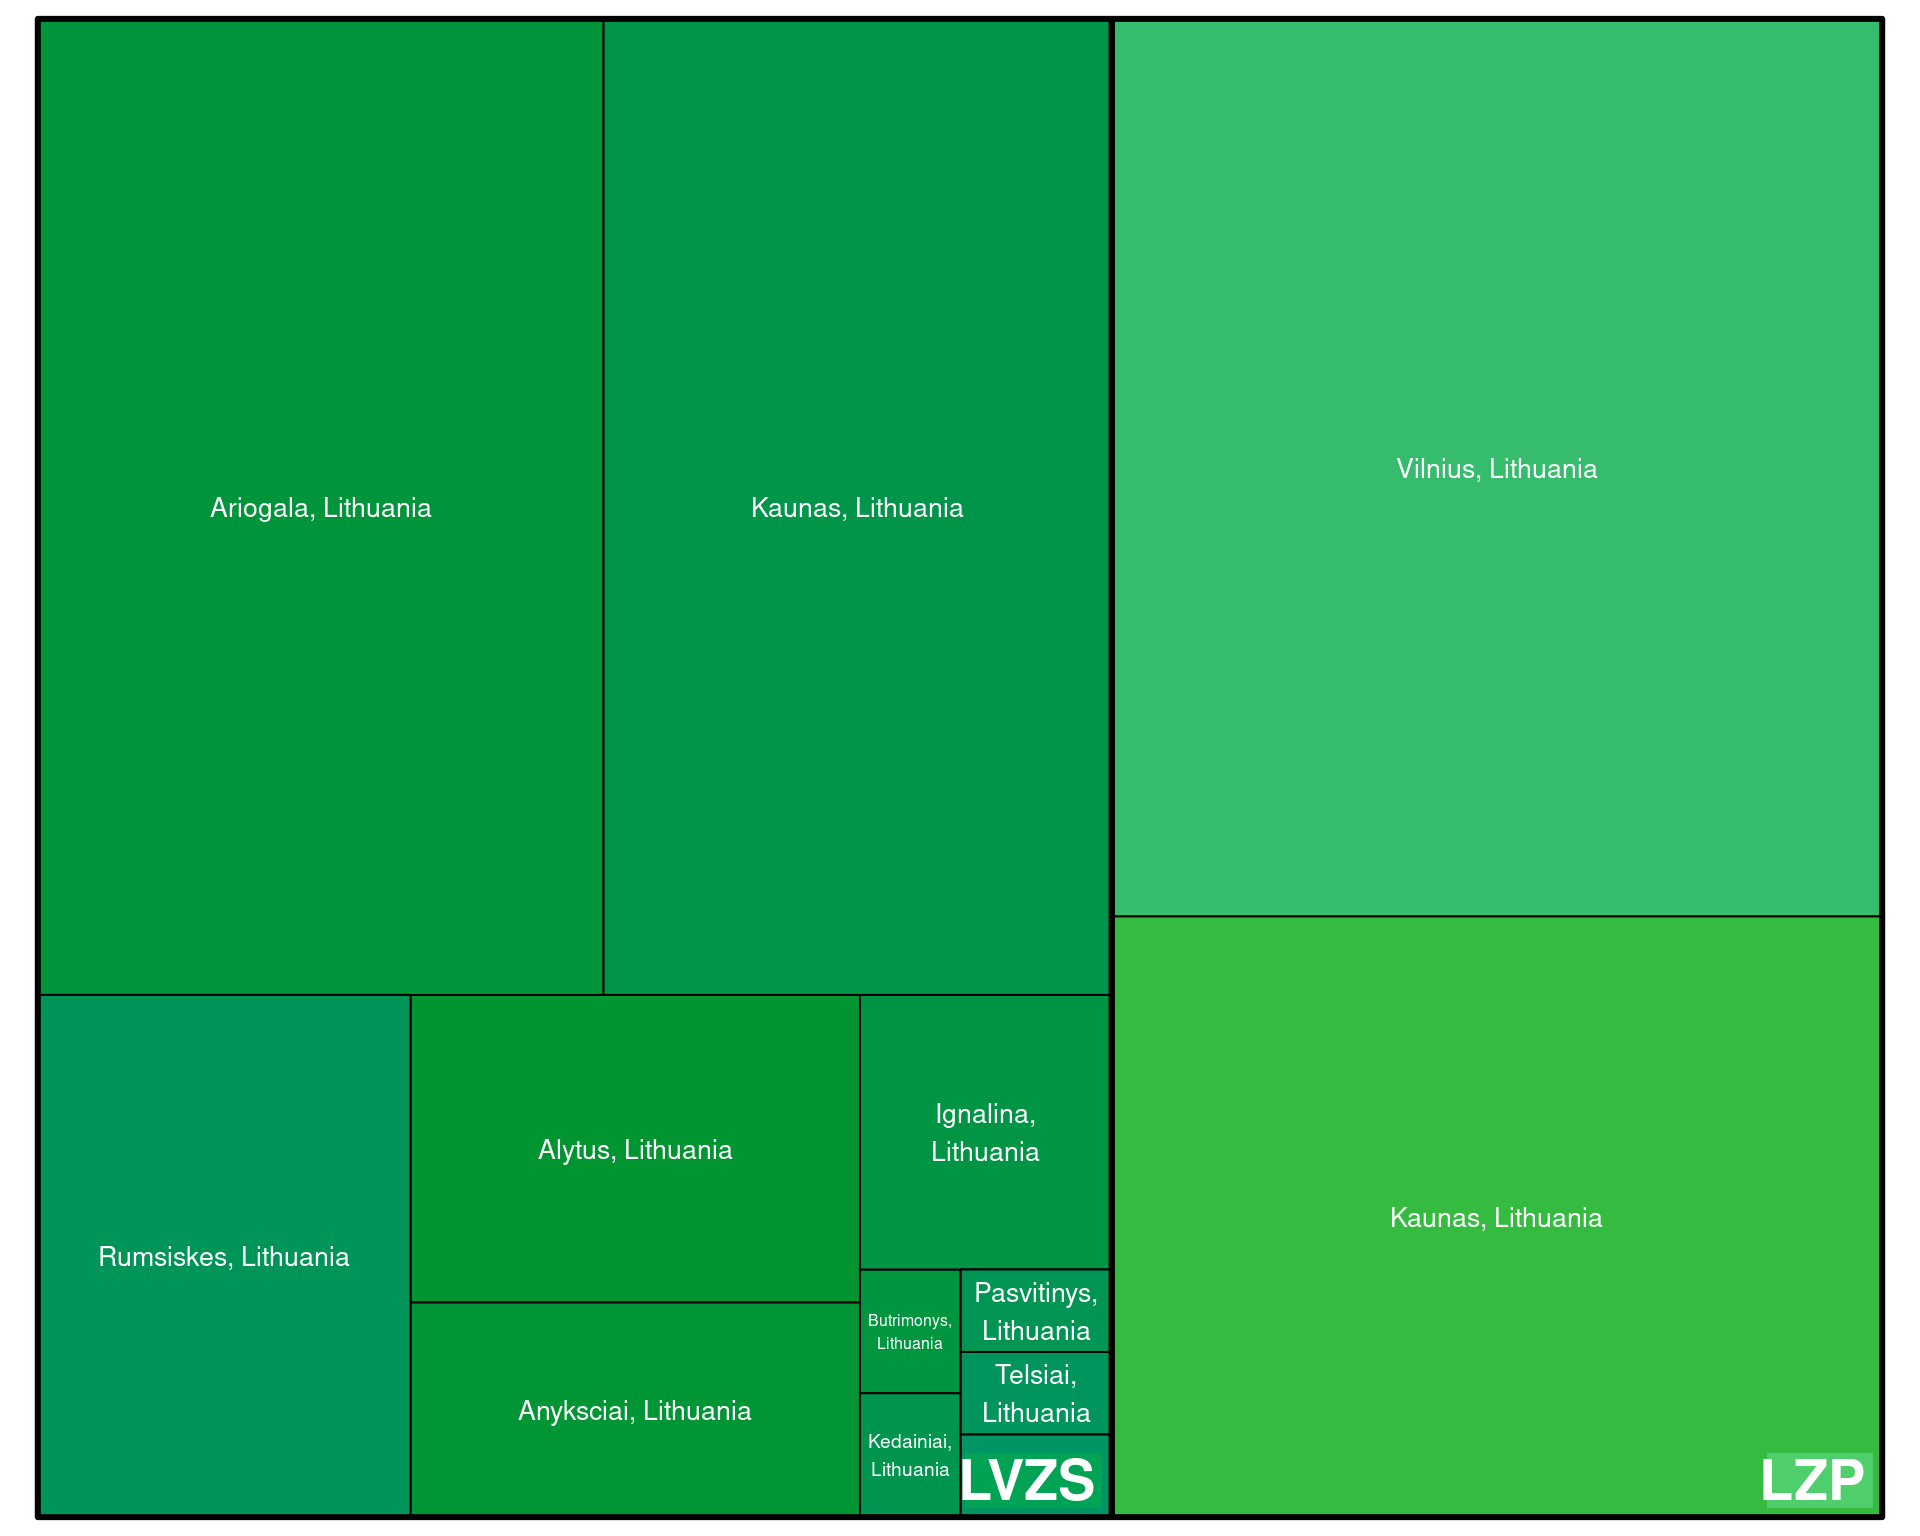 Ariogala, Lithuania
Kaunas, Lithuania
Vilnius, Lithuania
Rumsiskes, Lithuania
Alytus, Lithuania
Anyksciai, Lithuania
Ignalina,
Lithuania
Butrimonys,
Lithuania
Kedainiai,
Lithuania
Pasvitinys,
Lithuania
Telsiai,
Lithuania
LVZS
Kaunas, Lithuania
LZP